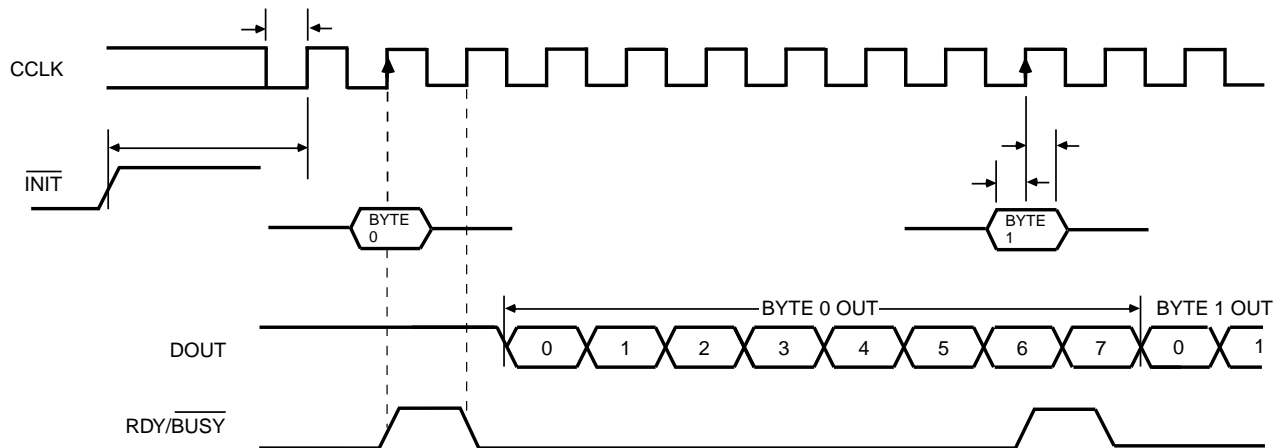 CCLK
INIT
BYTE
0
BYTE
1
BYTE 0 OUT
BYTE 1 OUT
DOUT
0 1 2 3 4 5 6 7 0 1
RDY/BUSY